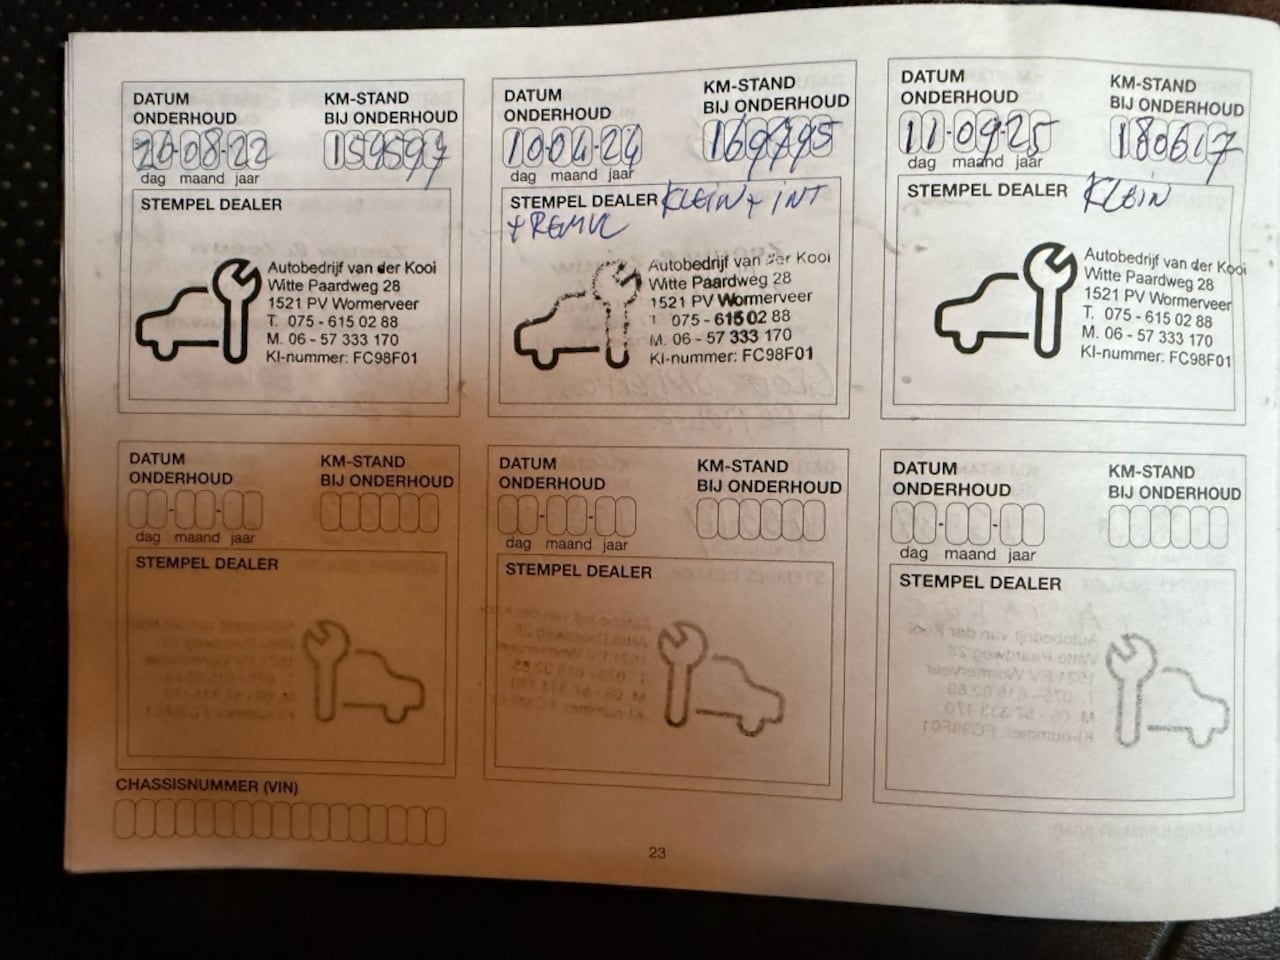 DATUM
ONDERHOUD
KM-STAND
BIJ ONDERHOUD
26-08-22
159597
dag maand jaar
STEMPEL DEALER
Autobedrijf van der Kooi
Witte Paardweg 28
1521 PV Wormerveer
T. 075 - 615 02 88
M. 06 - 57 333 170
KI-nummer: FC98F01
DATUM
ONDERHOUD
KM-STAND
BIJ ONDERHOUD
10-04-24
169795
dag maand jaar
STEMPEL DEALER KLEIN + INT
+ REMVL
Autobedrijf van der Kooi
Witte Paardweg 28
1521 PV Wormerveer
T 075 - 615 02 88
M. 06 - 57 333 170
KI-nummer: FC98F01
DATUM
ONDERHOUD
KM-STAND
BIJ ONDERHOUD
11-09-25
180617
dag maand jaar
STEMPEL DEALER KLEIN
Autobedrijf van der Kooi
Witte Paardweg 28
1521 PV Wormerveer
T. 075 - 615 02 88
M. 06 - 57 333 170
KI-nummer: FC98F01
DATUM
ONDERHOUD
KM-STAND
BIJ ONDERHOUD
dag maand jaar
STEMPEL DEALER
DATUM
ONDERHOUD
KM-STAND
BIJ ONDERHOUD
dag maand jaar
STEMPEL DEALER
DATUM
ONDERHOUD
KM-STAND
BIJ ONDERHOUD
dag maand jaar
STEMPEL DEALER
CHASSISNUMMER (VIN)
23